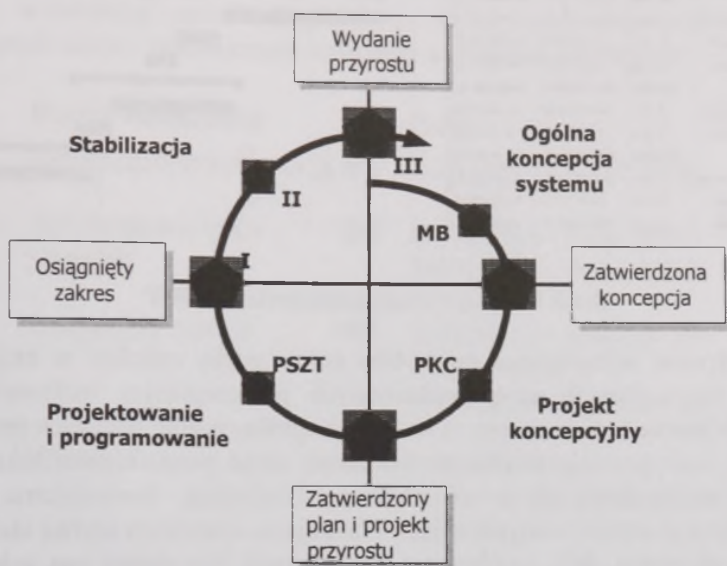 Wydanie
przyrostu
Stabilizacja
Ogólna
koncepcja
systemu
III
II
MB
I
Osiągnięty
zakres
Zatwierdzona
koncepcja
PSZT
PKC
Projektowanie
i programowanie
Projekt
koncepcyjny
Zatwierdzony
plan i projekt
przyrostu